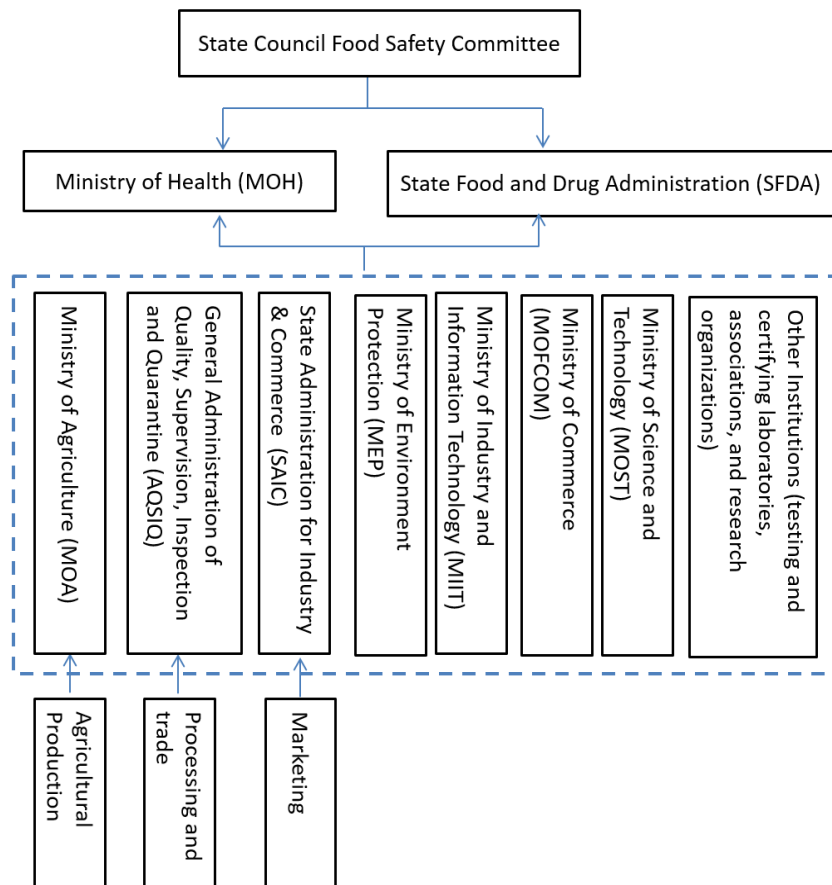 State Council Food Safety Committee
Ministry of Health (MOH)
State Food and Drug Administration (SFDA)
Ministry of Agriculture (MOA)
General Administration of
Quality, Supervision, Inspection
and Quarantine (AQSIQ)
State Administration for Industry
& Commerce  (SAIC)
Ministry of Environment
Protection (MEP)
Ministry of Industry and
Information Technology (MIIT)
Ministry of Commerce
(MOFCOM)
Ministry of Science and
Technology (MOST)
Other Institutions (testing and
certifying laboratories,
associations, and research
organizations)
Agricultural
Production
Processing and
trade
Marketing